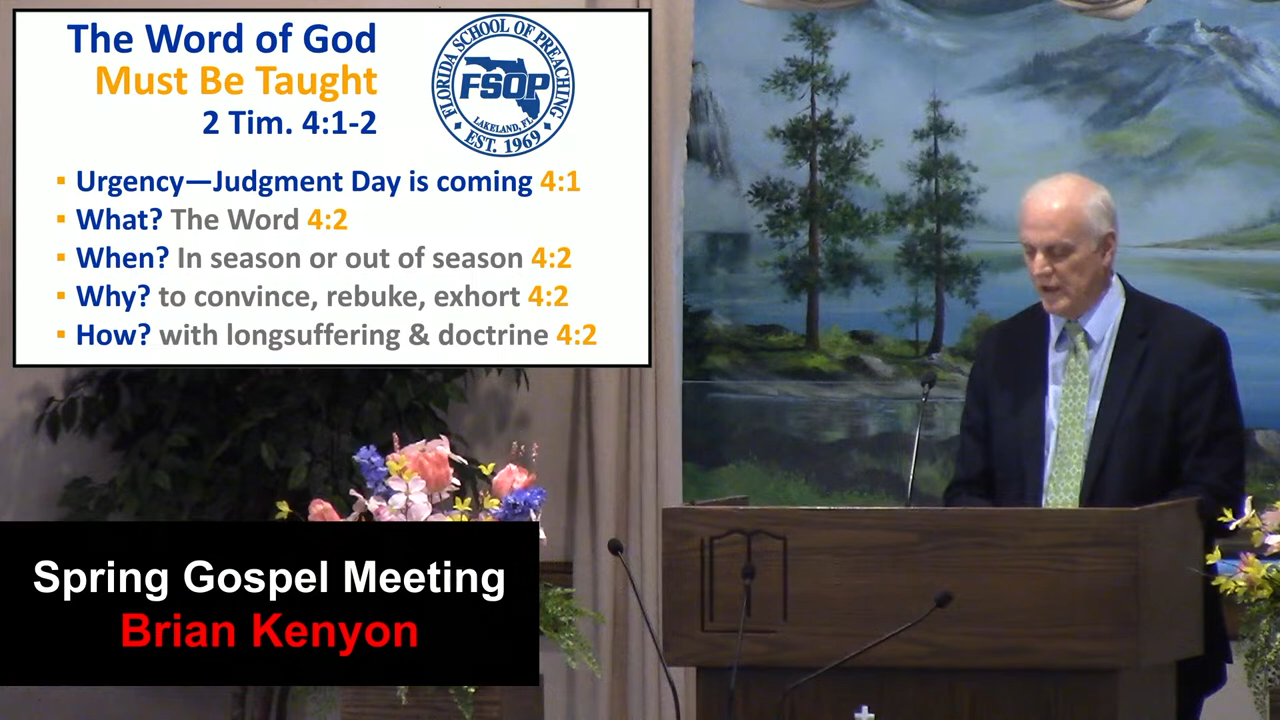 The Word of God
Must Be Taught
2 Tim. 4:1-2
FLORIDA SCHOOL OF PREACHING
FSOP
LAKELAND, FL
EST. 1969
▪ Urgency—Judgment Day is coming 4:1
▪ What? The Word 4:2
▪ When? In season or out of season 4:2
▪ Why? to convince, rebuke, exhort 4:2
▪ How? with longsuffering & doctrine 4:2
Spring Gospel Meeting
Brian Kenyon